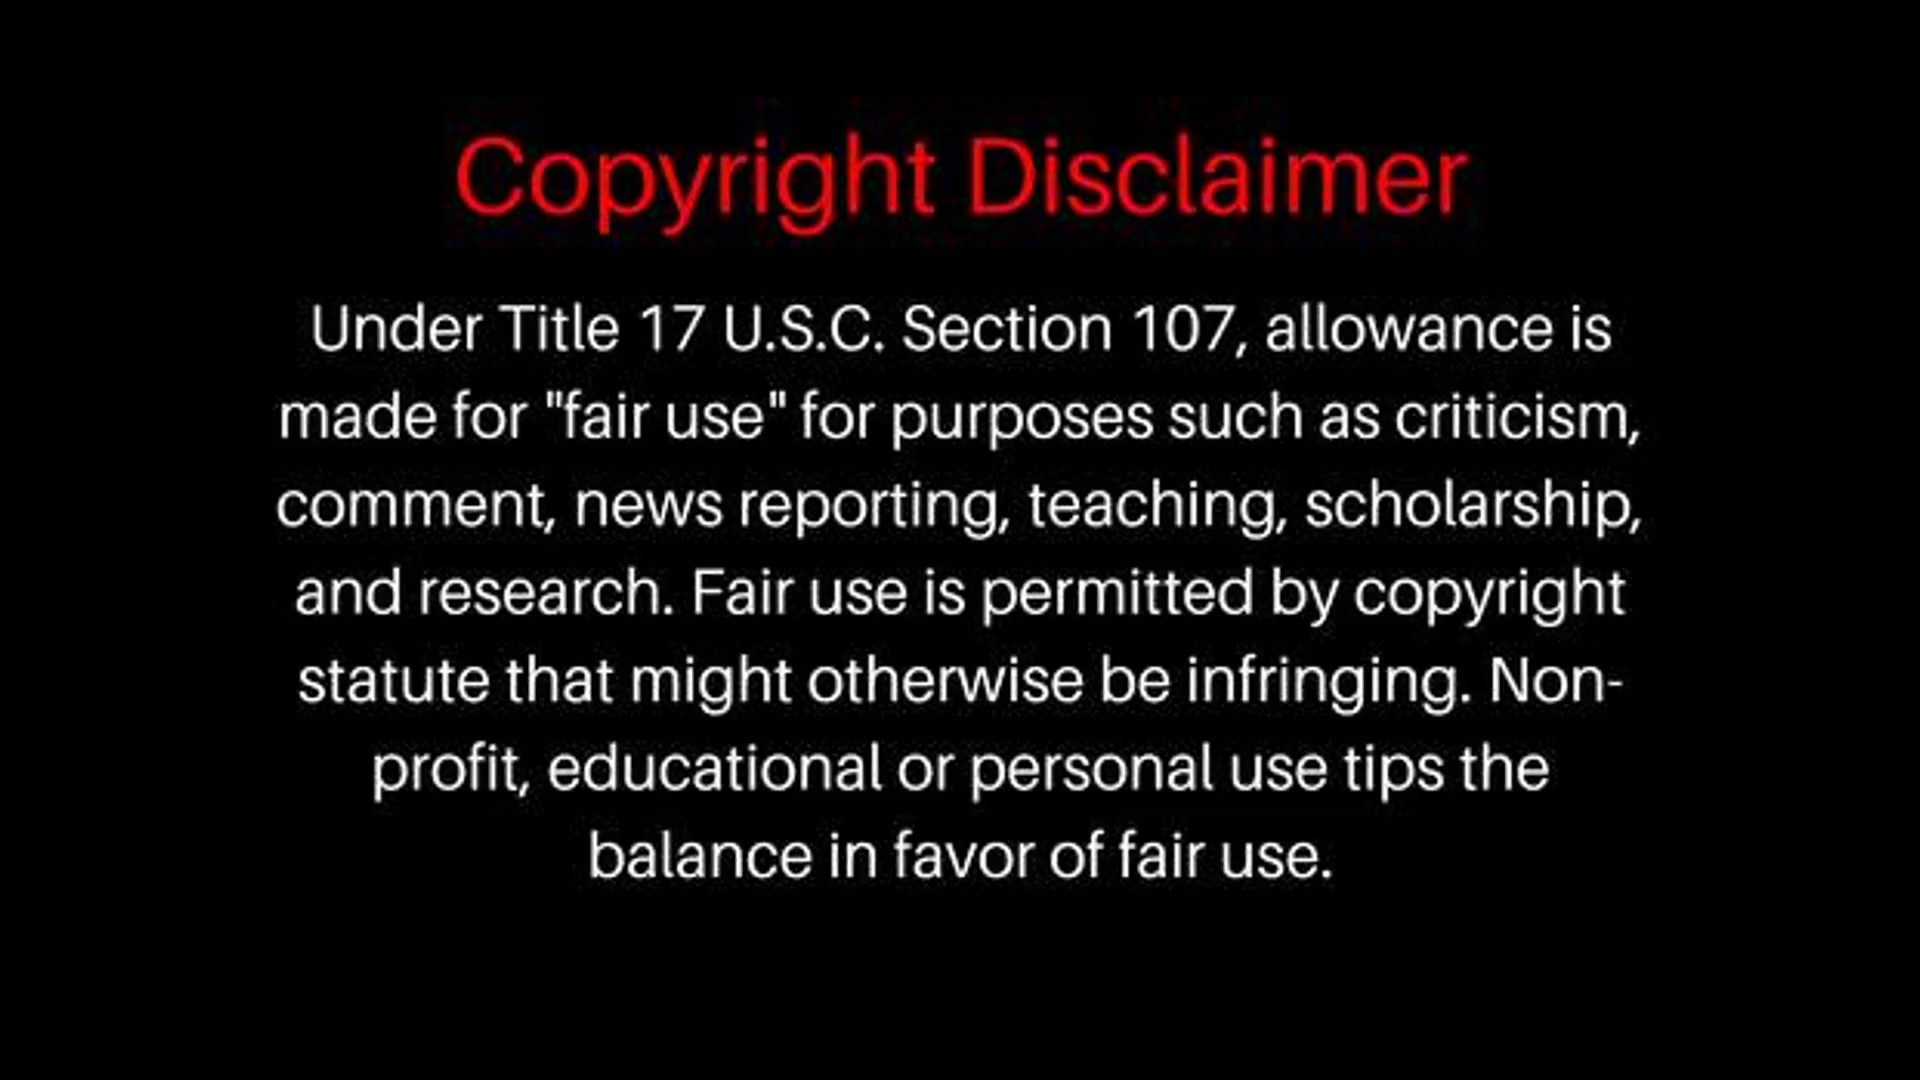 Copyright Disclaimer
Under Title 17 U.S.C. Section 107, allowance is
made for "fair use" for purposes such as criticism,
comment, news reporting, teaching, scholarship,
and research. Fair use is permitted by copyright
statute that might otherwise be infringing. Non-
profit, educational or personal use tips the
balance in favor of fair use.